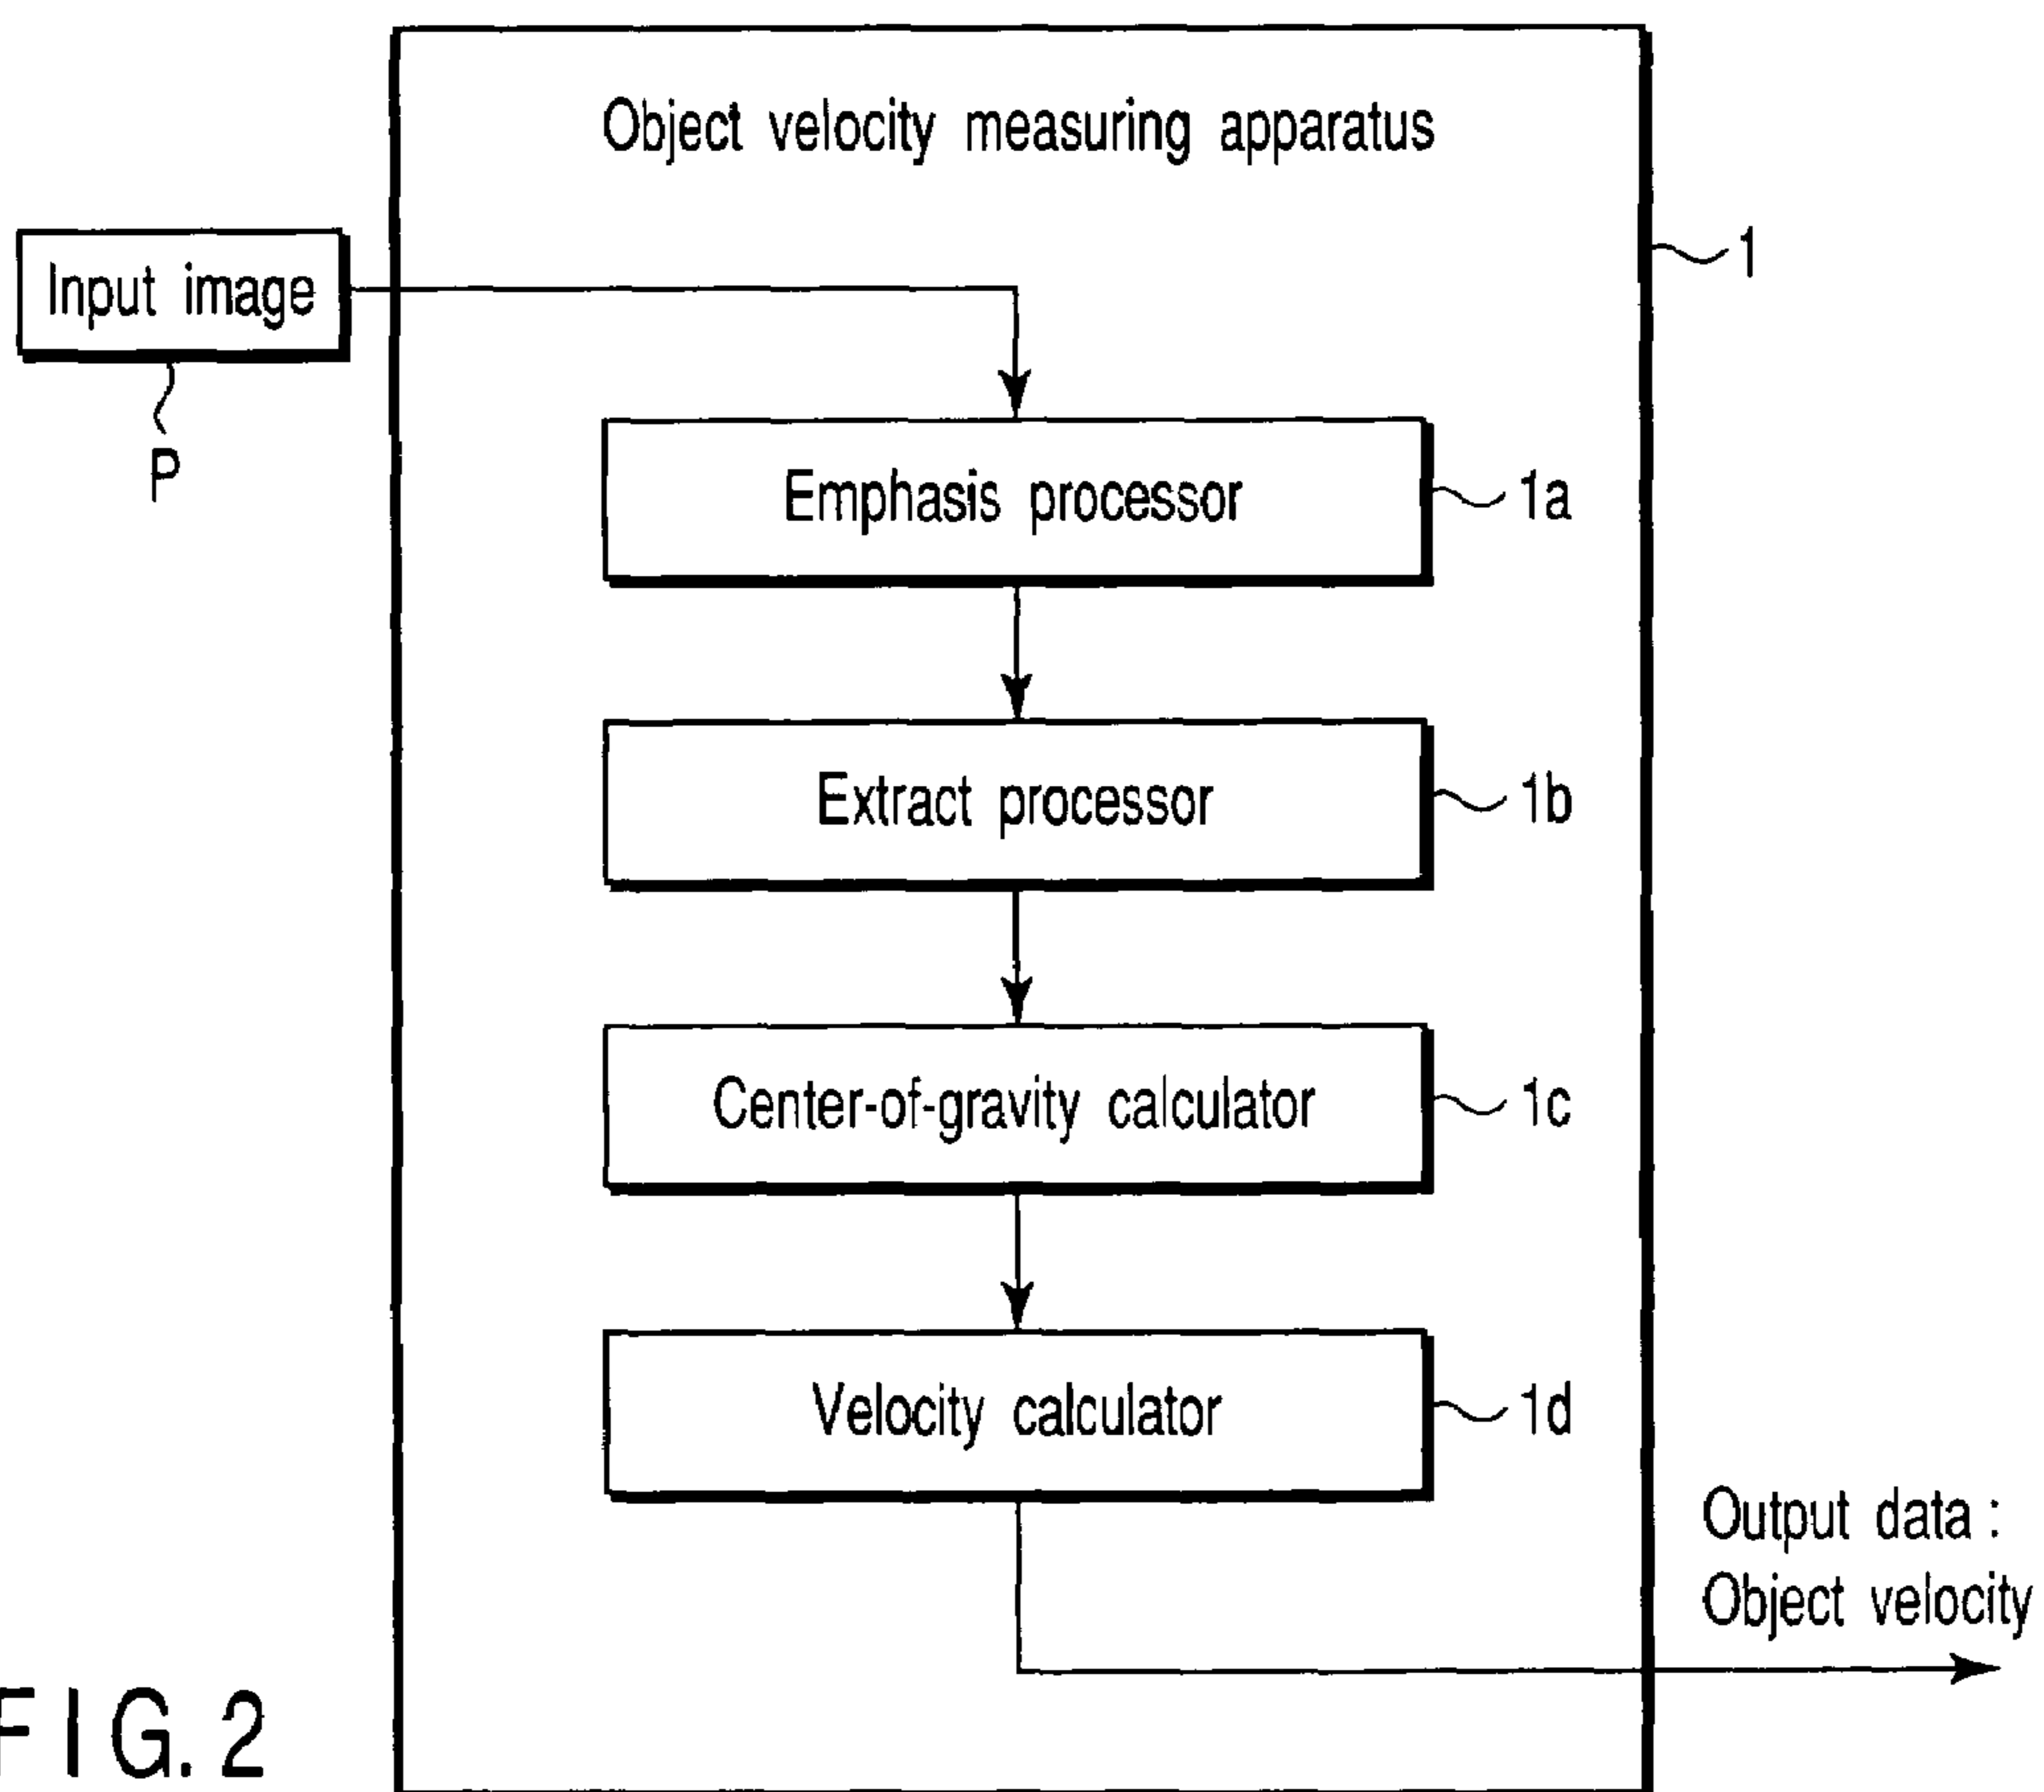 Object velocity measuring apparatus
1
Input image
P
Emphasis processor
1a
Extract processor
1b
Center-of-gravity calculator
1c
Velocity calculator
1d
Output data :
Object velocity
FIG. 2